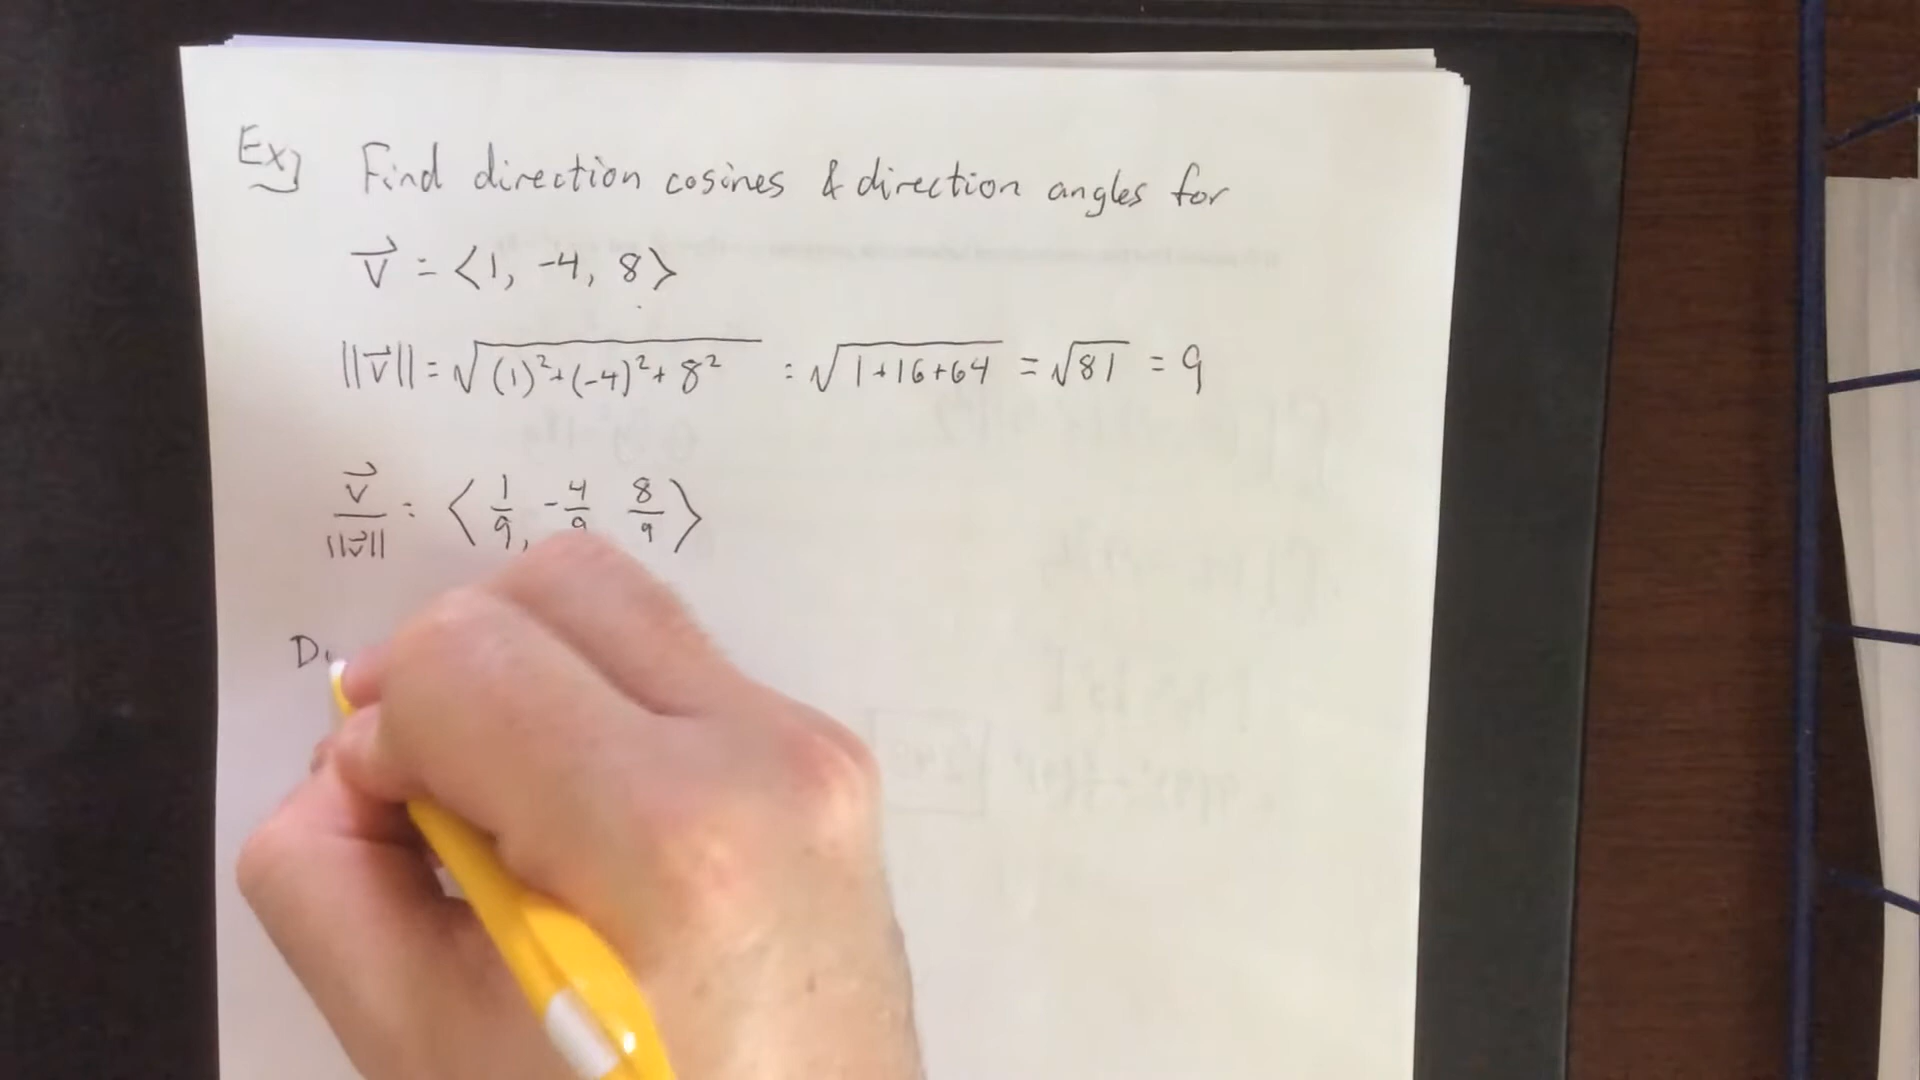 Ex) Find direction cosines & direction angles for
v⃗ = ⟨1, -4, 8⟩
||v⃗|| = √((1)²+(-4)²+8²) = √(1+16+64) = √81 = 9
v⃗/||v⃗|| = ⟨1/9, -4/9 8/9⟩